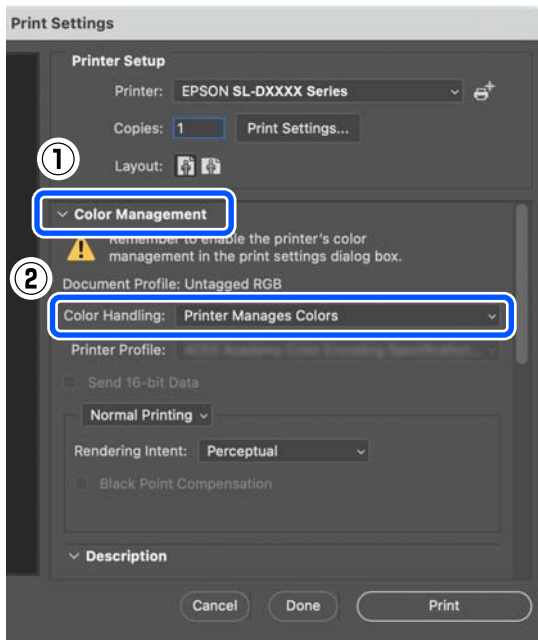 Print Settings
Printer Setup
Printer: EPSON SL-DXXXX Series
Copies: 1 Print Settings...
①
Layout:
Color Management
Remember to enable the printer's color
management in the print settings dialog box.
②
Document Profile: Untagged RGB
Color Handling: Printer Manages Colors
Printer Profile:
Send 16-bit Data
Normal Printing
Rendering Intent: Perceptual
Black Point Compensation
Description
Cancel Done Print